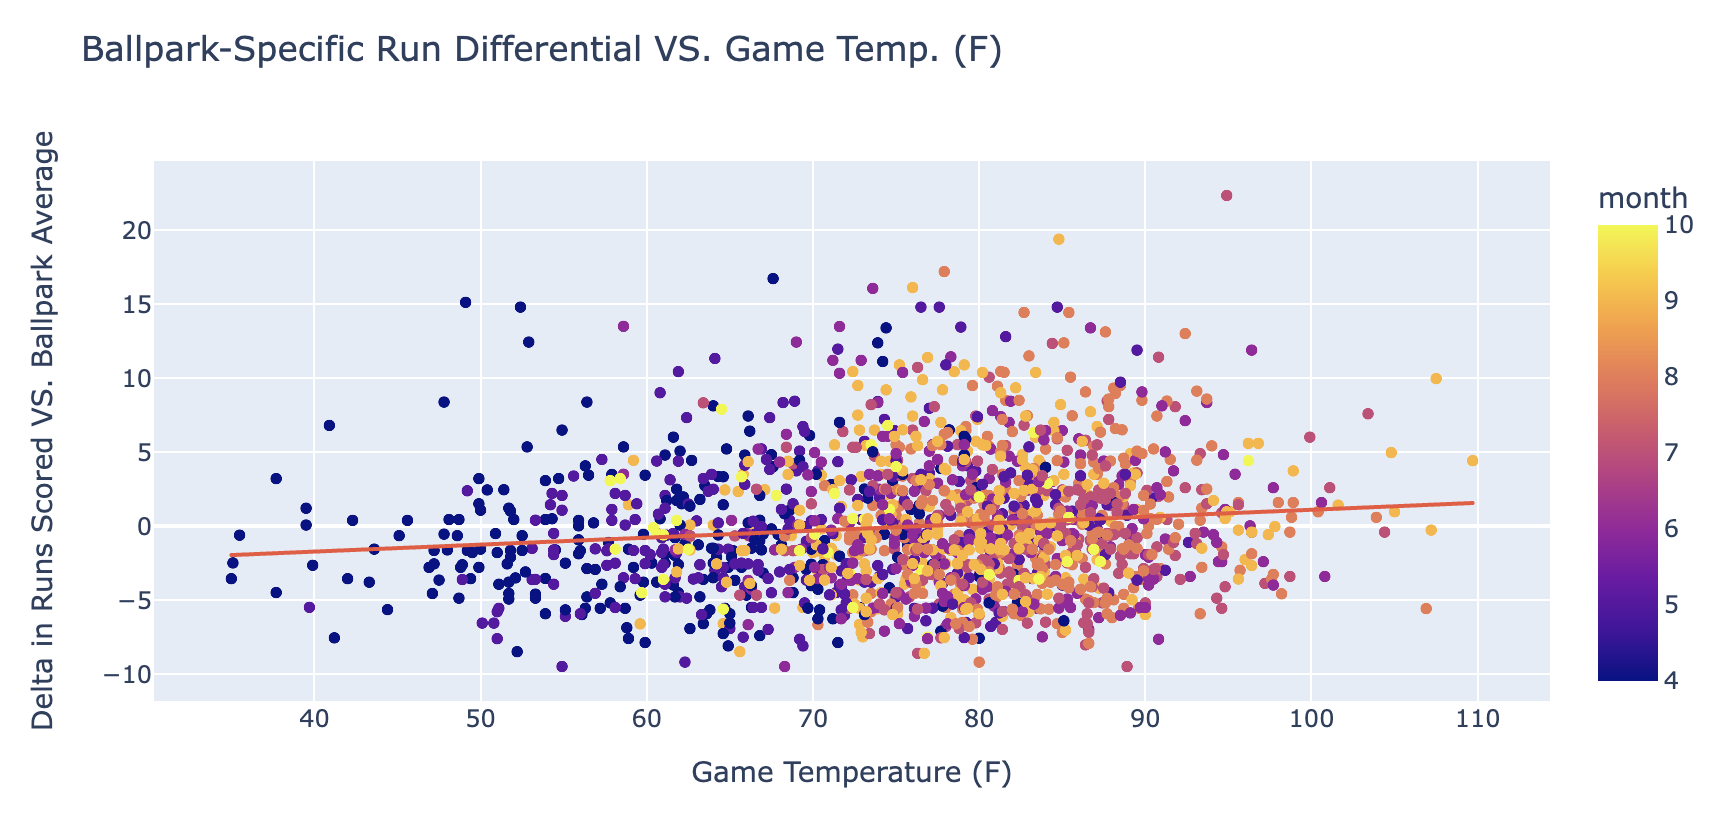 Ballpark-Specific Run Differential VS. Game Temp. (F)
Delta in Runs Scored VS. Ballpark Average
20
15
10
5
0
−5
−10
40 50 60 70 80 90 100 110
Game Temperature (F)
month
10
9
8
7
6
5
4